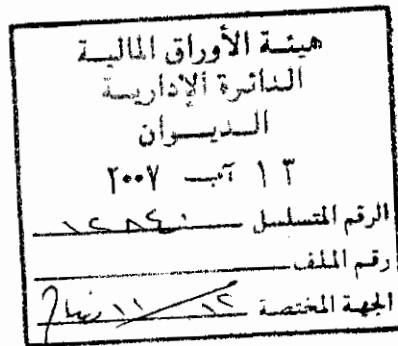 هيئة الأوراق المالية
الدائرة الإدارية
الديوان
١٣ آب ٢٠٠٧
الرقم المتسلسل
رقم الملف
الجهة المختصة